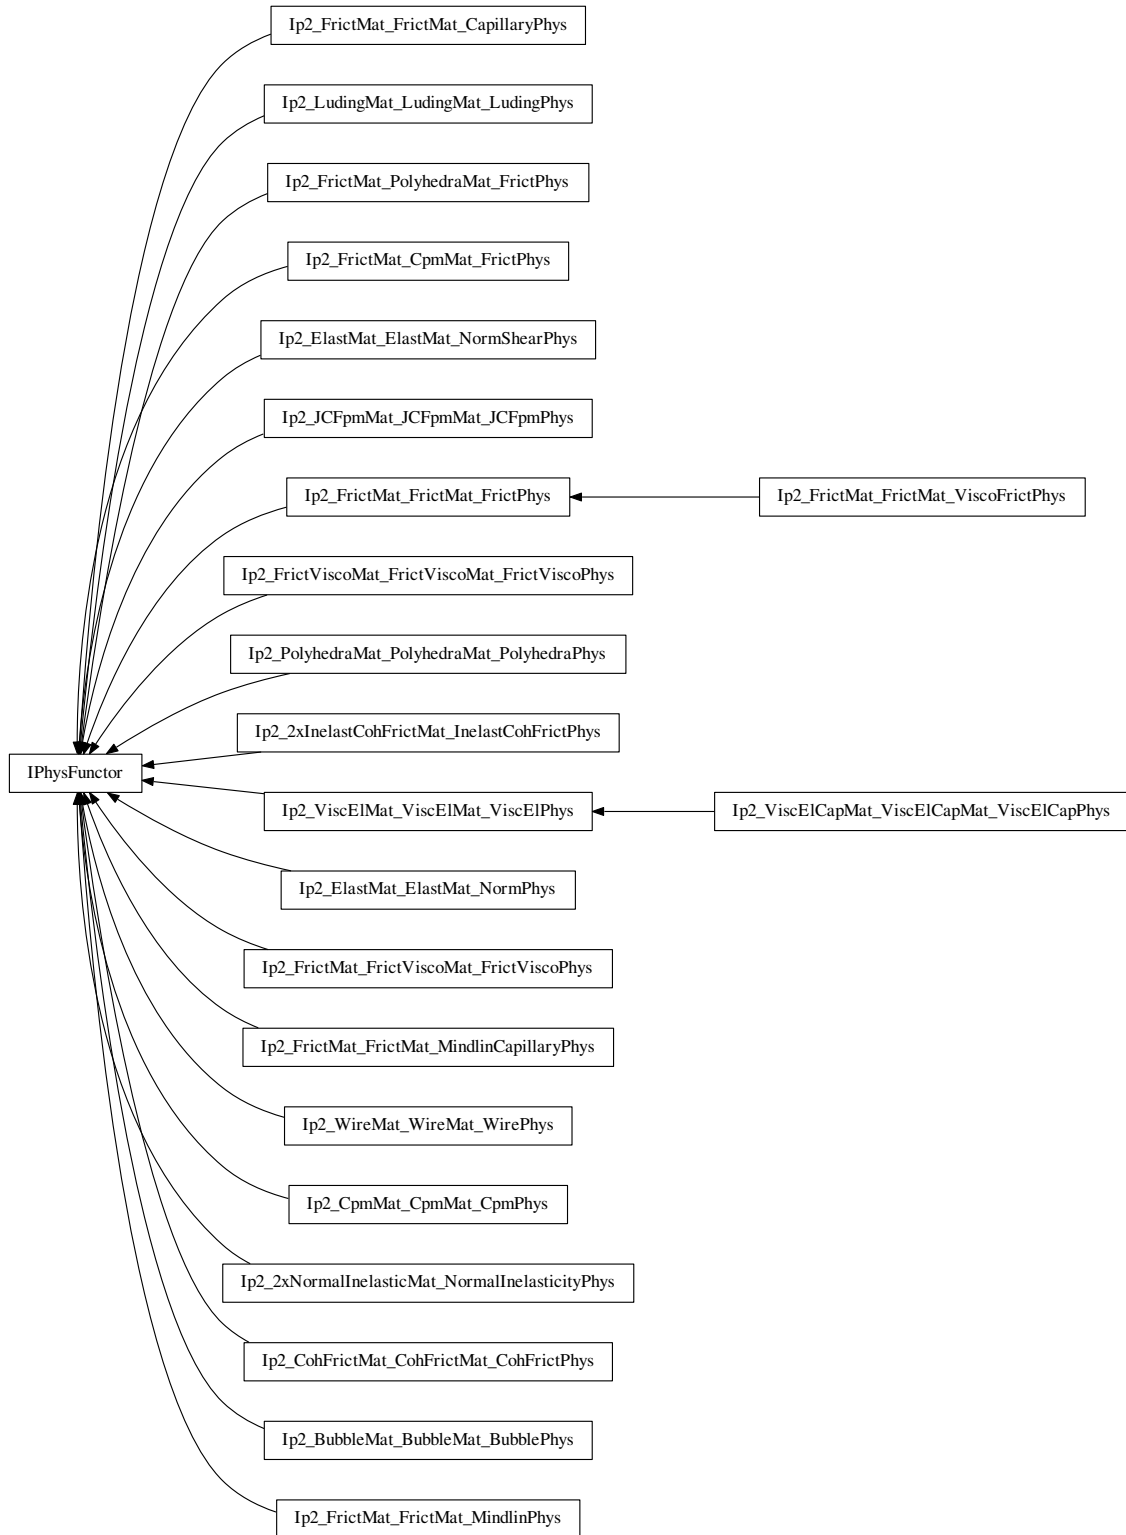 Ip2_FrictMat_FrictMat_CapillaryPhys
Ip2_LudingMat_LudingMat_LudingPhys
Ip2_FrictMat_PolyhedraMat_FrictPhys
Ip2_FrictMat_CpmMat_FrictPhys
Ip2_ElastMat_ElastMat_NormShearPhys
Ip2_JCFpmMat_JCFpmMat_JCFpmPhys
Ip2_FrictMat_FrictMat_FrictPhys
Ip2_FrictMat_FrictMat_ViscoFrictPhys
Ip2_FrictViscoMat_FrictViscoMat_FrictViscoPhys
Ip2_PolyhedraMat_PolyhedraMat_PolyhedraPhys
Ip2_2xInelastCohFrictMat_InelastCohFrictPhys
IPhysFunctor
Ip2_ViscElMat_ViscElMat_ViscElPhys
Ip2_ViscElCapMat_ViscElCapMat_ViscElCapPhys
Ip2_ElastMat_ElastMat_NormPhys
Ip2_FrictMat_FrictViscoMat_FrictViscoPhys
Ip2_FrictMat_FrictMat_MindlinCapillaryPhys
Ip2_WireMat_WireMat_WirePhys
Ip2_CpmMat_CpmMat_CpmPhys
Ip2_2xNormalInelasticMat_NormalInelasticityPhys
Ip2_CohFrictMat_CohFrictMat_CohFrictPhys
Ip2_BubbleMat_BubbleMat_BubblePhys
Ip2_FrictMat_FrictMat_MindlinPhys